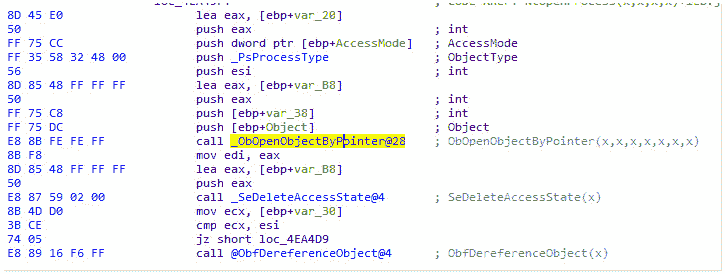 8D 45 E0 lea eax, [ebp+var_20]
50 push eax ; int
FF 75 CC push dword ptr [ebp+AccessMode] ; AccessMode
FF 35 58 32 48 00 push _PsProcessType ; ObjectType
56 push esi ; int
8D 85 48 FF FF FF lea eax, [ebp+var_B8]
50 push eax ; int
FF 75 C8 push [ebp+var_38] ; int
FF 75 DC push [ebp+Object] ; Object
E8 8B FE FE FF call _ObOpenObjectByPointer@28 ; ObOpenObjectByPointer(x,x,x,x,x,x,x)
8B F8 mov edi, eax
8D 85 48 FF FF FF lea eax, [ebp+var_B8]
50 push eax
E8 87 59 02 00 call _SeDeleteAccessState@4 ; SeDeleteAccessState(x)
8B 4D D0 mov ecx, [ebp+var_30]
3B CE cmp ecx, esi
74 05 jz short loc_4EA4D9
E8 89 16 F6 FF call @ObfDereferenceObject@4 ; ObfDereferenceObject(x)